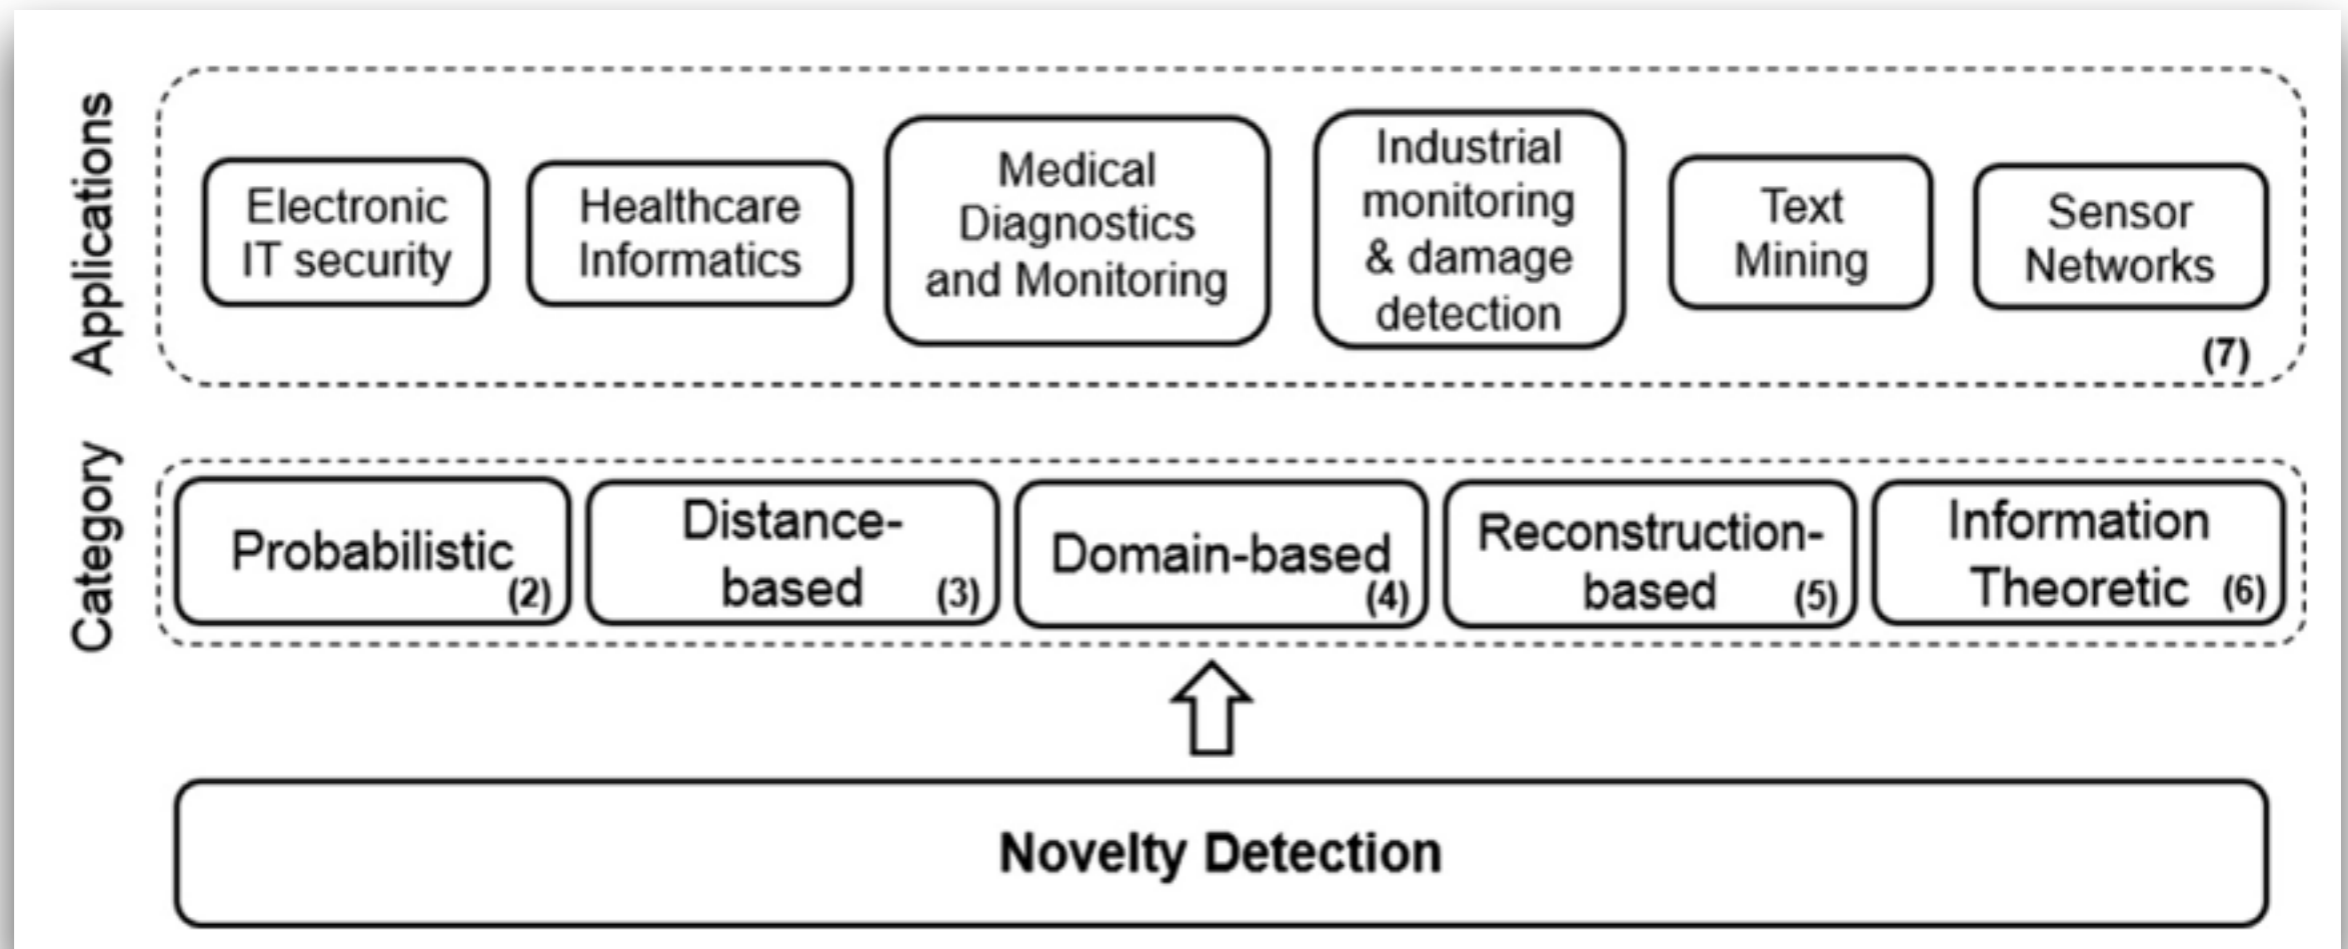 Applications
Electronic
IT security
Healthcare
Informatics
Medical
Diagnostics
and Monitoring
Industrial
monitoring
& damage
detection
Text
Mining
Sensor
Networks
(7)
Category
Probabilistic
(2)
Distance-
based
(3)
Domain-based
(4)
Reconstruction-
based
(5)
Information
Theoretic
(6)
Novelty Detection